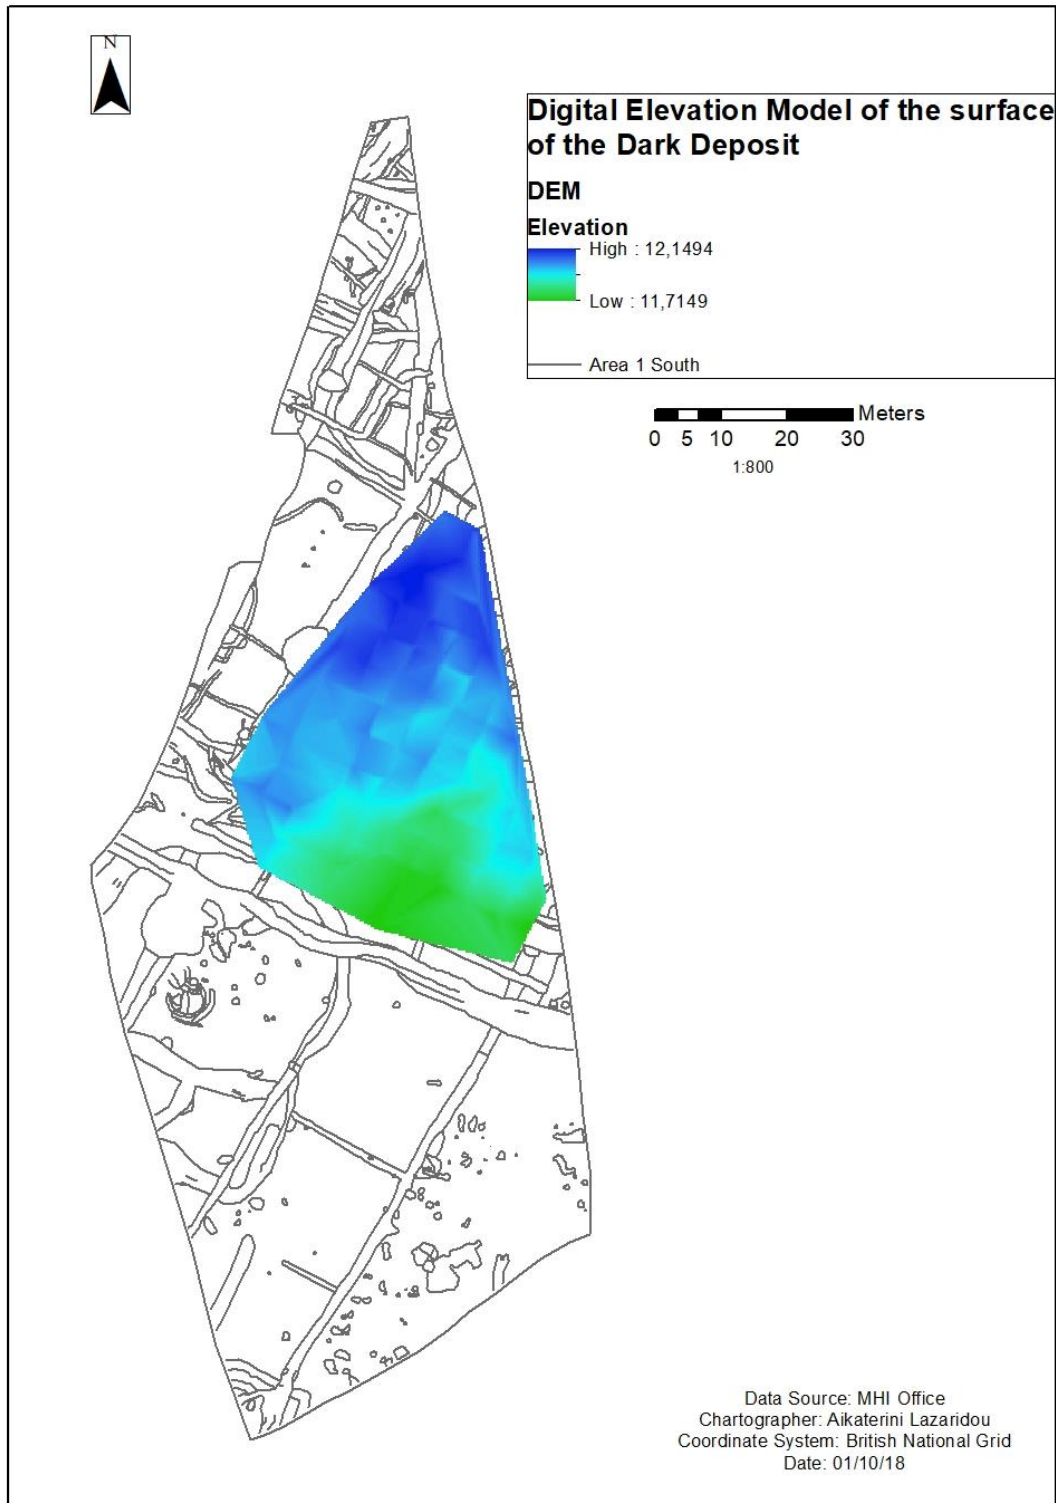 N
Digital Elevation Model of the surface
of the Dark Deposit
DEM
Elevation
High : 12,1494
Low : 11,7149
Area 1 South
Meters
0 5 10 20 30
1:800
Data Source: MHI Office
Chartographer: Aikaterini Lazaridou
Coordinate System: British National Grid
Date: 01/10/18